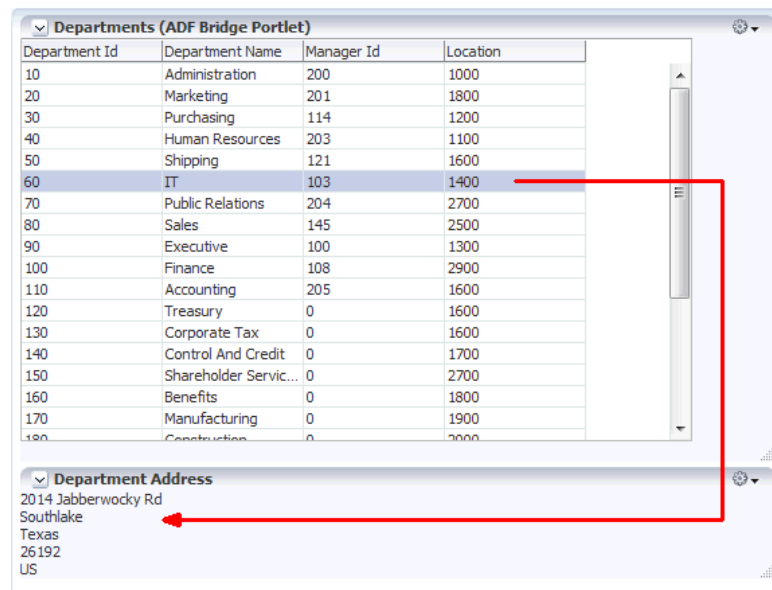 Departments (ADF Bridge Portlet)
Department Id Department Name Manager Id Location
10 Administration 200 1000
20 Marketing 201 1800
30 Purchasing 114 1200
40 Human Resources 203 1100
50 Shipping 121 1600
60 IT 103 1400
70 Public Relations 204 2700
80 Sales 145 2500
90 Executive 100 1300
100 Finance 108 2900
110 Accounting 205 1600
120 Treasury 0 1600
130 Corporate Tax 0 1600
140 Control And Credit 0 1700
150 Shareholder Servic... 0 2700
160 Benefits 0 1800
170 Manufacturing 0 1900
180 Construction 0 2000
Department Address
2014 Jabberwocky Rd
Southlake
Texas
26192
US